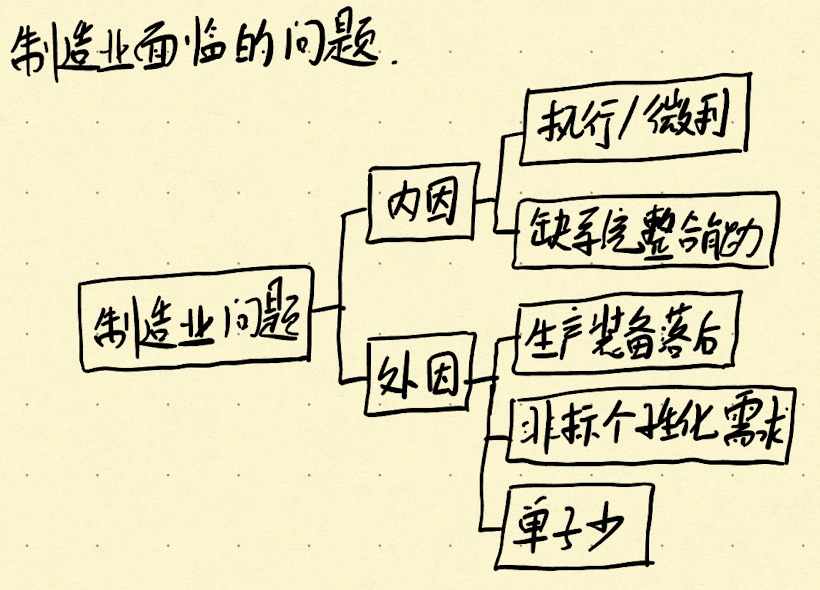 制造业面临的问题.
执行/微利
内因
缺系统整合能力
制造业问题
生产装备落后
外因
非标个性化需求
单子少